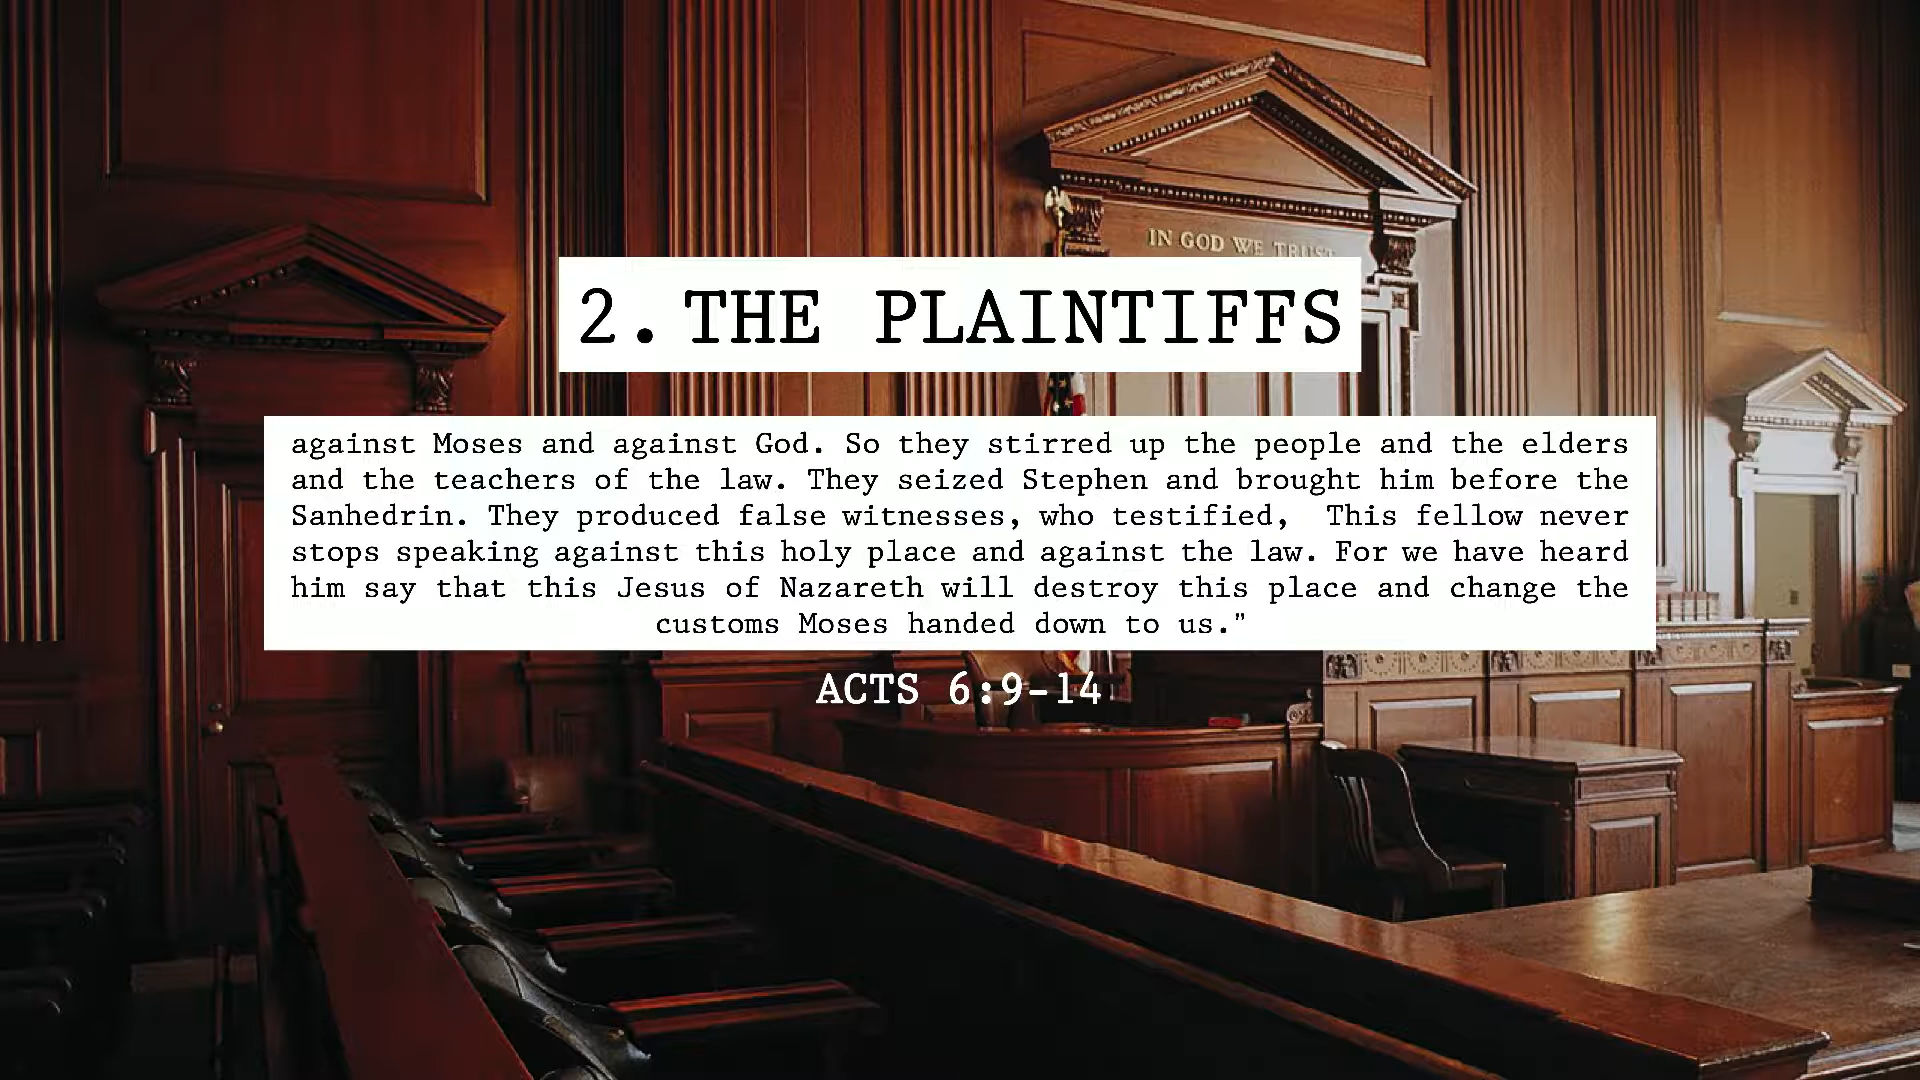 IN GOD WE TRUST
2. THE PLAINTIFFS
against Moses and against God. So they stirred up the people and the elders
and the teachers of the law. They seized Stephen and brought him before the
Sanhedrin. They produced false witnesses, who testified, This fellow never
stops speaking against this holy place and against the law. For we have heard
him say that this Jesus of Nazareth will destroy this place and change the
customs Moses handed down to us."
ACTS 6:9-14